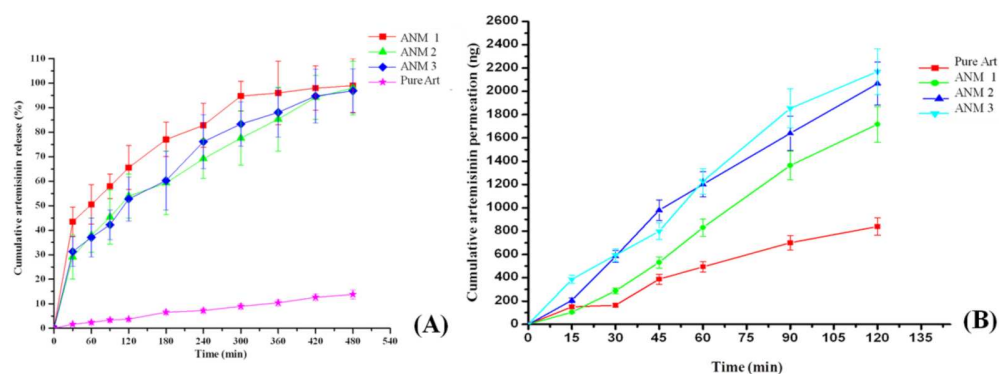 ANM 1
ANM 2
ANM 3
Pure Art
Cumulative artemisinin release (%)
110
100
90
80
70
60
50
40
30
20
10
0
0 60 120 180 240 300 360 420 480 540
Time (min)
(A)
Pure Art
ANM 1
ANM 2
ANM 3
Cumulative artemisinin permeation (ng)
2600
2400
2200
2000
1800
1600
1400
1200
1000
800
600
400
200
0
0 15 30 45 60 75 90 105 120 135
Time (min)
(B)